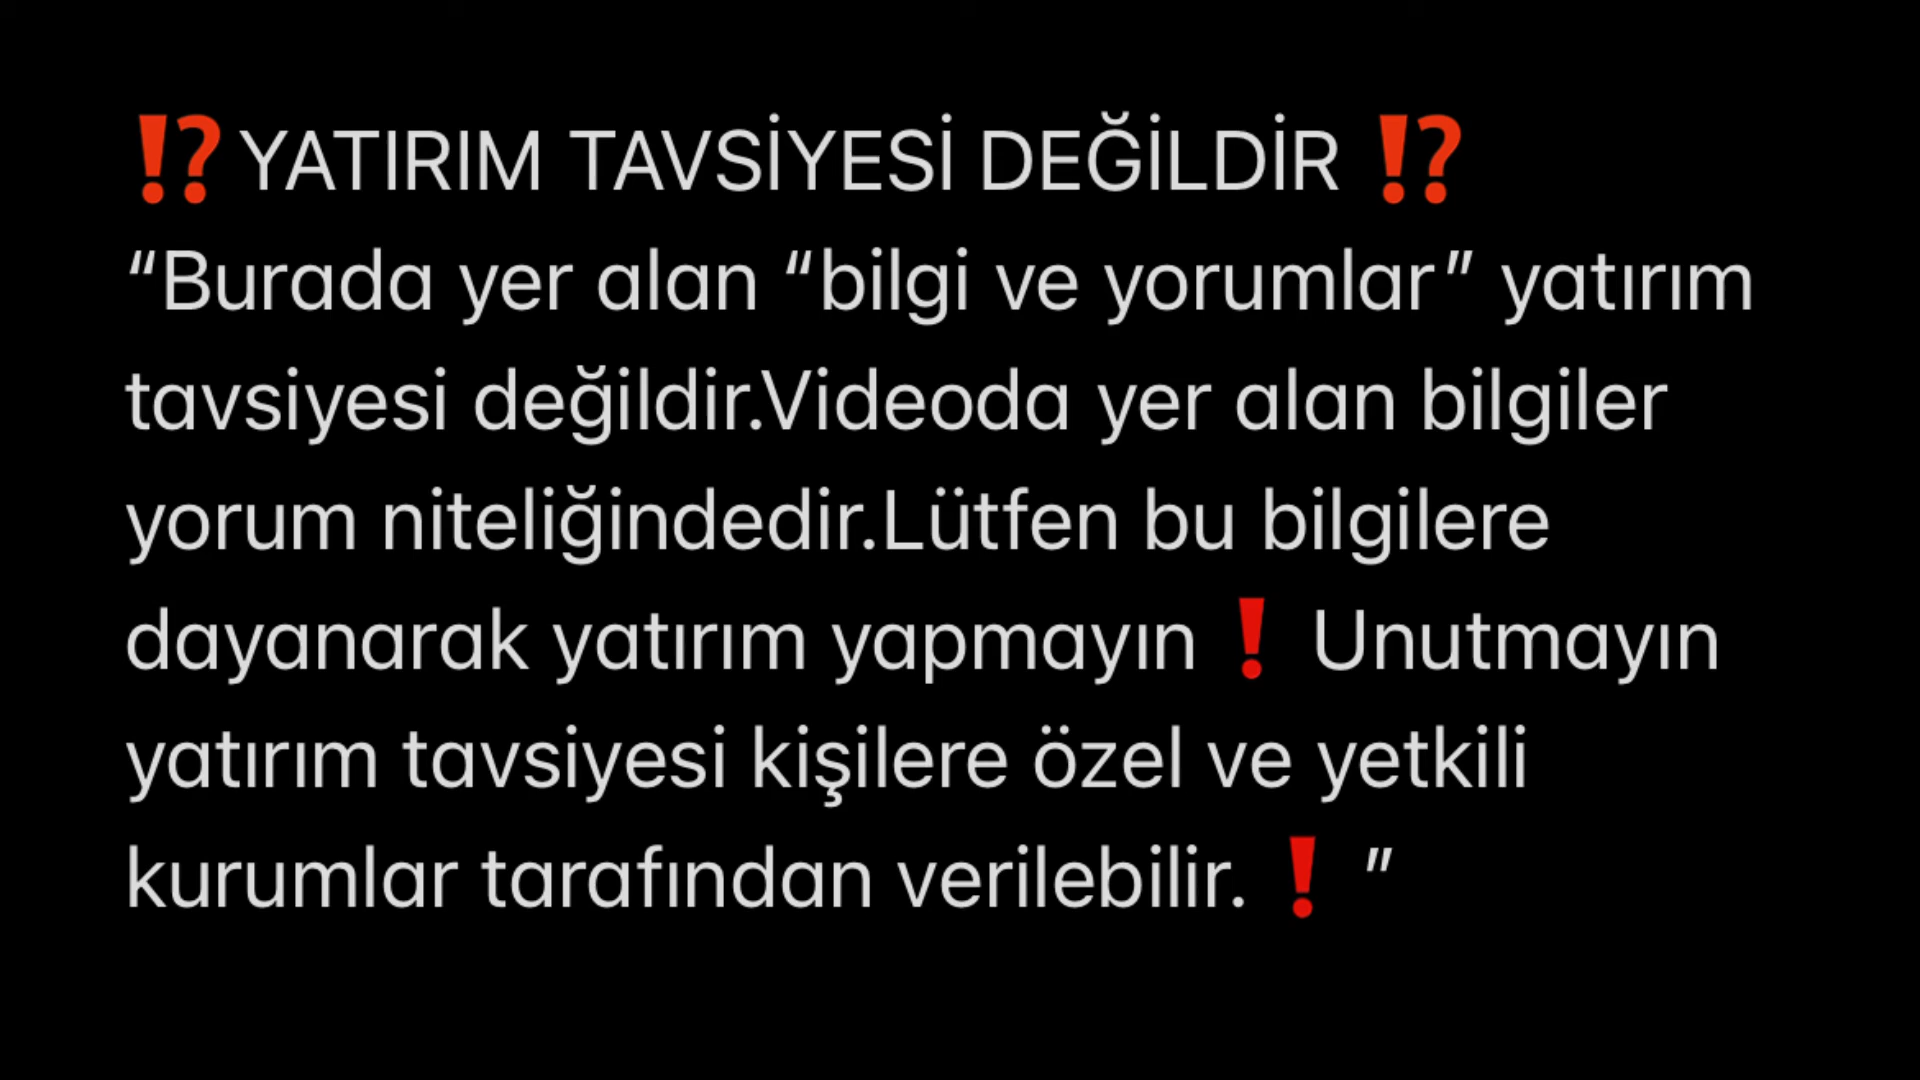 ⁉️YATIRIM TAVSİYESİ DEĞİLDİR ⁉️
“Burada yer alan “bilgi ve yorumlar” yatırım
tavsiyesi değildir.Videoda yer alan bilgiler
yorum niteliğindedir.Lütfen bu bilgilere
dayanarak yatırım yapmayın❗ Unutmayın
yatırım tavsiyesi kişilere özel ve yetkili
kurumlar tarafından verilebilir.❗ ”